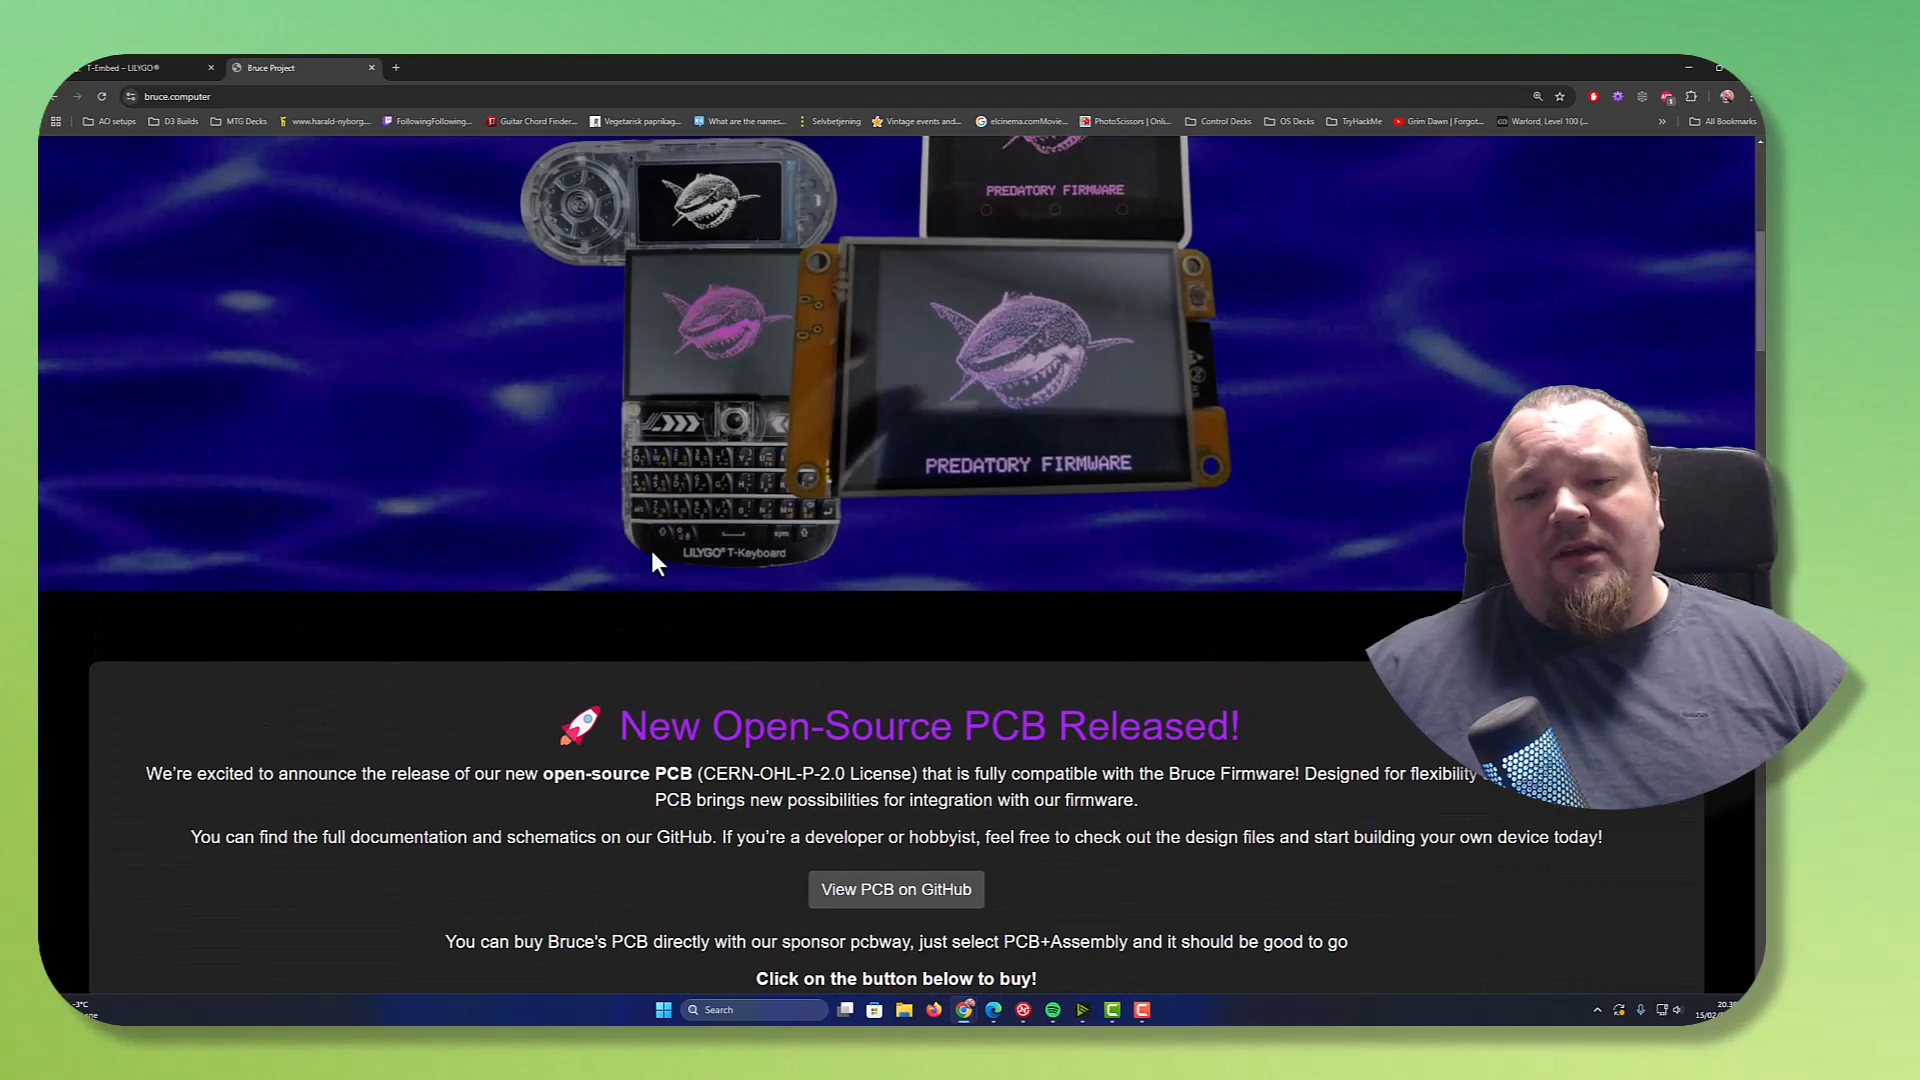 T-Embed – LILYGO®
Bruce Project
bruce.computer
AO setups
D3 Builds
MTG Decks
www.harald-nyborg...
FollowingFollowing...
Guitar Chord Finder...
Vegetarisk paprikag...
What are the names...
Selvbetjening
Vintage events and...
elcinema.comMovie...
PhotoScissors | Onli...
Control Decks
OS Decks
TryHackMe
Grim Dawn | Forgot...
Warlord, Level 100 (...
»
All Bookmarks
PREDATORY FIRMWARE
PREDATORY FIRMWARE
LILYGO® T-Keyboard
New Open-Source PCB Released!
We're excited to announce the release of our new open-source PCB (CERN-OHL-P-2.0 License) that is fully compatible with the Bruce Firmware! Designed for flexibility
PCB brings new possibilities for integration with our firmware.
You can find the full documentation and schematics on our GitHub. If you're a developer or hobbyist, feel free to check out the design files and start building your own device today!
View PCB on GitHub
You can buy Bruce's PCB directly with our sponsor pcbway, just select PCB+Assembly and it should be good to go
Click on the button below to buy!
-3°C
Search